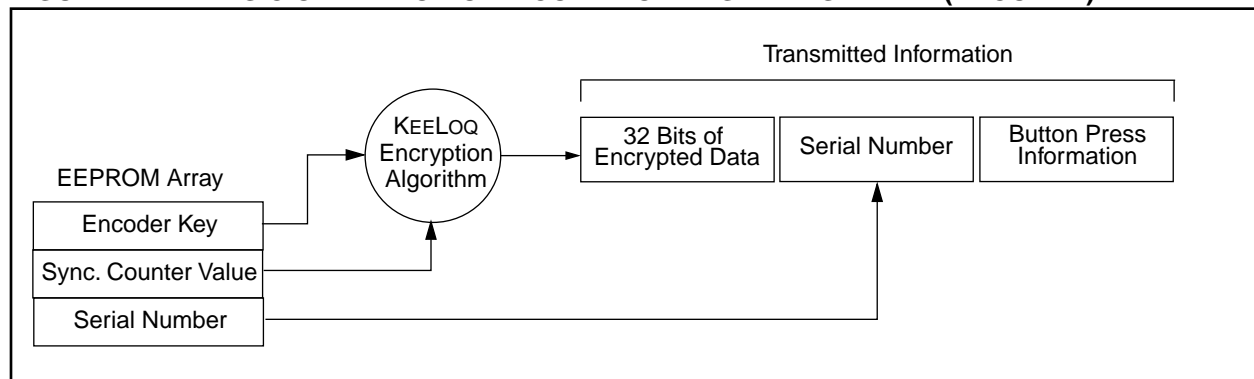 Transmitted Information
KEELOQ
Encryption
Algorithm
32 Bits of
Encrypted Data
Serial Number
Button Press
Information
EEPROM Array
Encoder Key
Sync. Counter Value
Serial Number